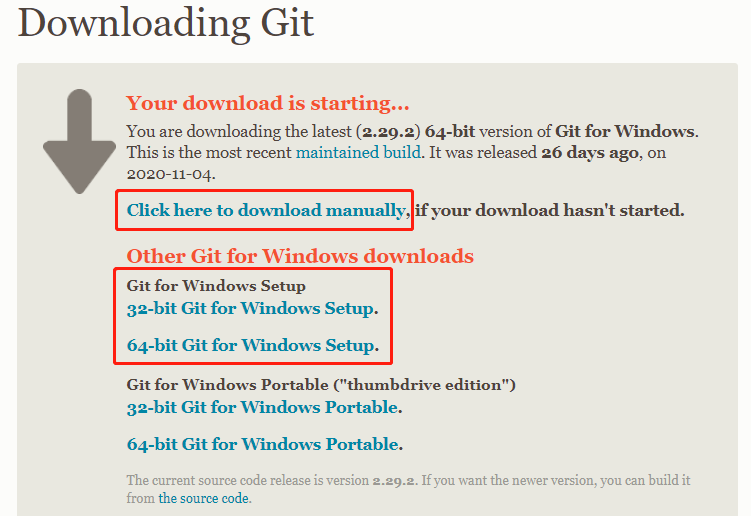 Downloading Git
Your download is starting...
You are downloading the latest (2.29.2) 64-bit version of Git for Windows.
This is the most recent maintained build. It was released 26 days ago, on
2020-11-04.
Click here to download manually, if your download hasn't started.
Other Git for Windows downloads
Git for Windows Setup
32-bit Git for Windows Setup.
64-bit Git for Windows Setup.
Git for Windows Portable ("thumbdrive edition")
32-bit Git for Windows Portable.
64-bit Git for Windows Portable.
The current source code release is version 2.29.2. If you want the newer version, you can build it
from the source code.